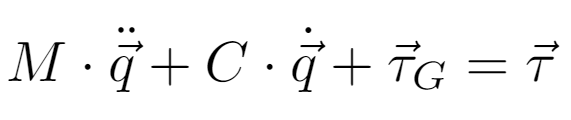 M · q⃗̈ + C · q⃗̇ + τ⃗_G = τ⃗